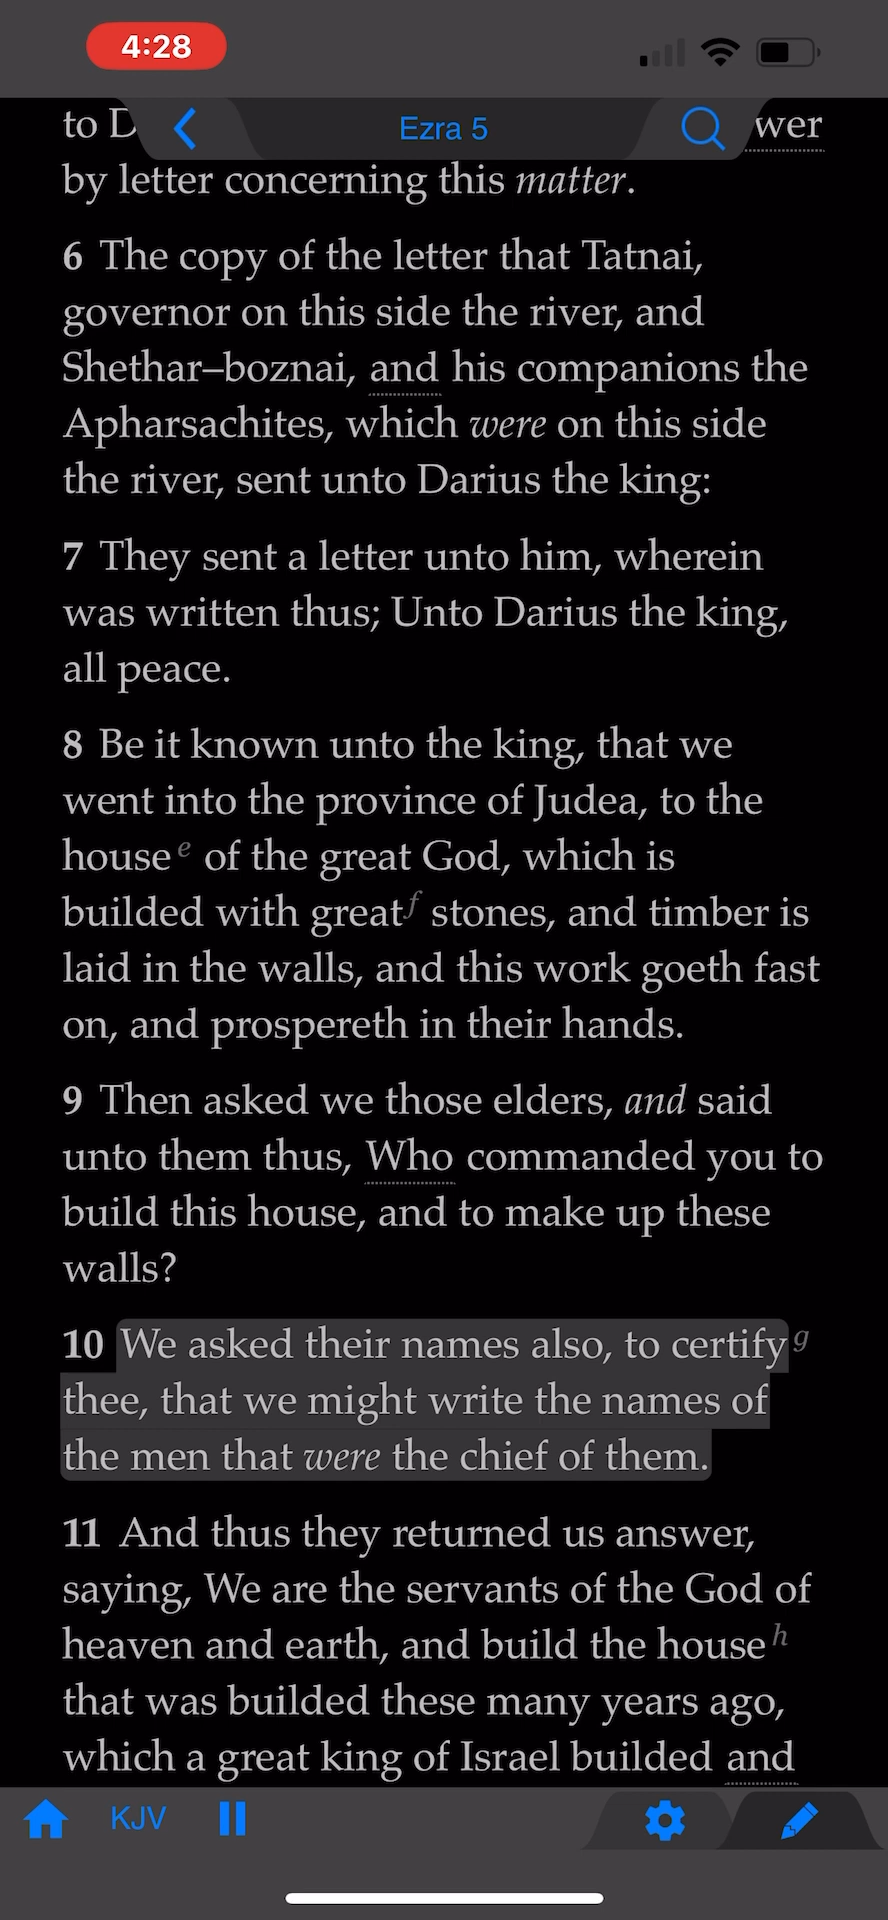 4:28
Ezra 5
to D wer
by letter concerning this matter.
6 The copy of the letter that Tatnai,
governor on this side the river, and
Shethar–boznai, and his companions the
Apharsachites, which were on this side
the river, sent unto Darius the king:
7 They sent a letter unto him, wherein
was written thus; Unto Darius the king,
all peace.
8 Be it known unto the king, that we
went into the province of Judea, to the
house e of the great God, which is
builded with great f stones, and timber is
laid in the walls, and this work goeth fast
on, and prospereth in their hands.
9 Then asked we those elders, and said
unto them thus, Who commanded you to
build this house, and to make up these
walls?
10 We asked their names also, to certify g
thee, that we might write the names of
the men that were the chief of them.
11 And thus they returned us answer,
saying, We are the servants of the God of
heaven and earth, and build the house h
that was builded these many years ago,
which a great king of Israel builded and
KJV